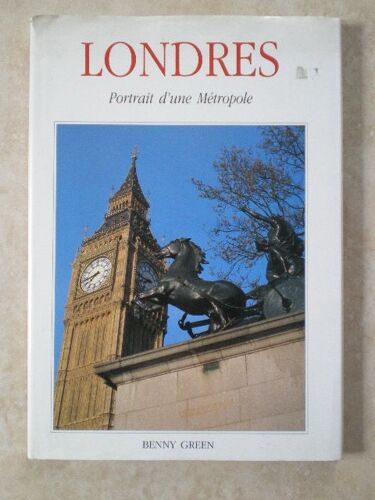 LONDRES
Portrait d'une Métropole
BENNY GREEN